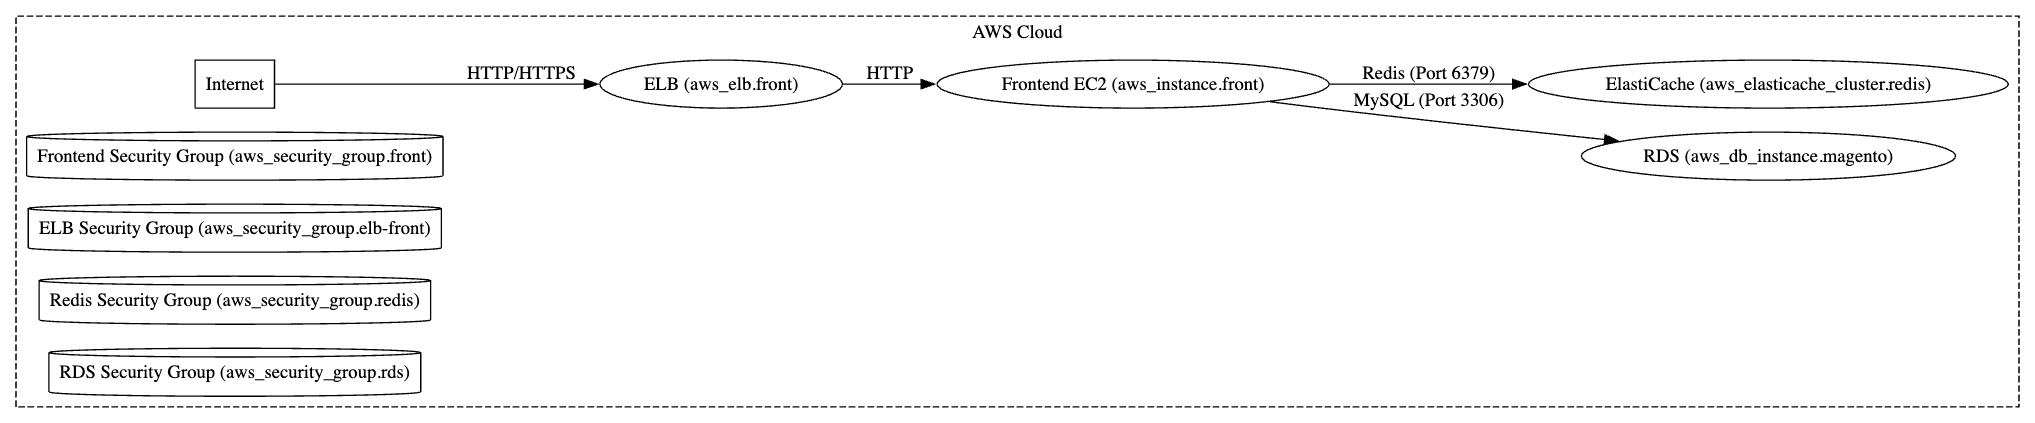 AWS Cloud
Internet
HTTP/HTTPS
ELB (aws_elb.front)
HTTP
Frontend EC2 (aws_instance.front)
Redis (Port 6379)
ElastiCache (aws_elasticache_cluster.redis)
MySQL (Port 3306)
RDS (aws_db_instance.magento)
Frontend Security Group (aws_security_group.front)
ELB Security Group (aws_security_group.elb-front)
Redis Security Group (aws_security_group.redis)
RDS Security Group (aws_security_group.rds)